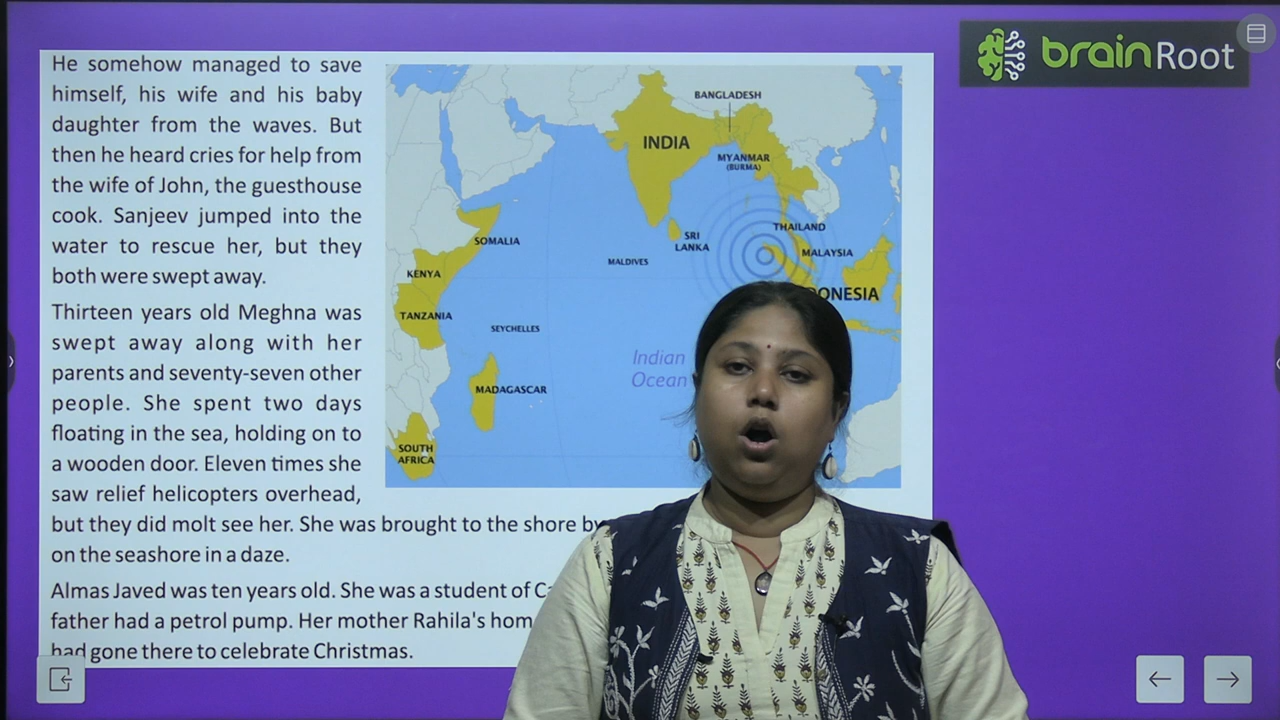 brainRoot
He somehow managed to save
himself, his wife and his baby
daughter from the waves. But
then he heard cries for help from
the wife of John, the guesthouse
cook. Sanjeev jumped into the
water to rescue her, but they
both were swept away.
Thirteen years old Meghna was
swept away along with her
parents and seventy-seven other
people. She spent two days
floating in the sea, holding on to
a wooden door. Eleven times she
saw relief helicopters overhead,
but they did molt see her. She was brought to the shore by
on the seashore in a daze.
Almas Javed was ten years old. She was a student of
father had a petrol pump. Her mother Rahila's
had gone there to celebrate Christmas.
BANGLADESH
INDIA
MYANMAR
(BURMA)
THAILAND
SRI
LANKA
MALAYSIA
SOMALIA
MALDIVES
KENYA
TANZANIA
SEYCHELLES
Indian
Ocean
MADAGASCAR
SOUTH
AFRICA